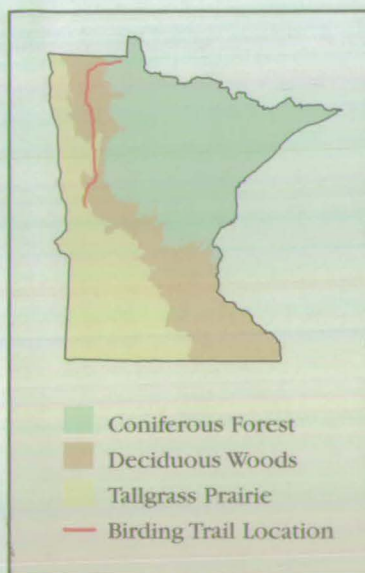 Coniferous Forest
Deciduous Woods
Tallgrass Prairie
Birding Trail Location